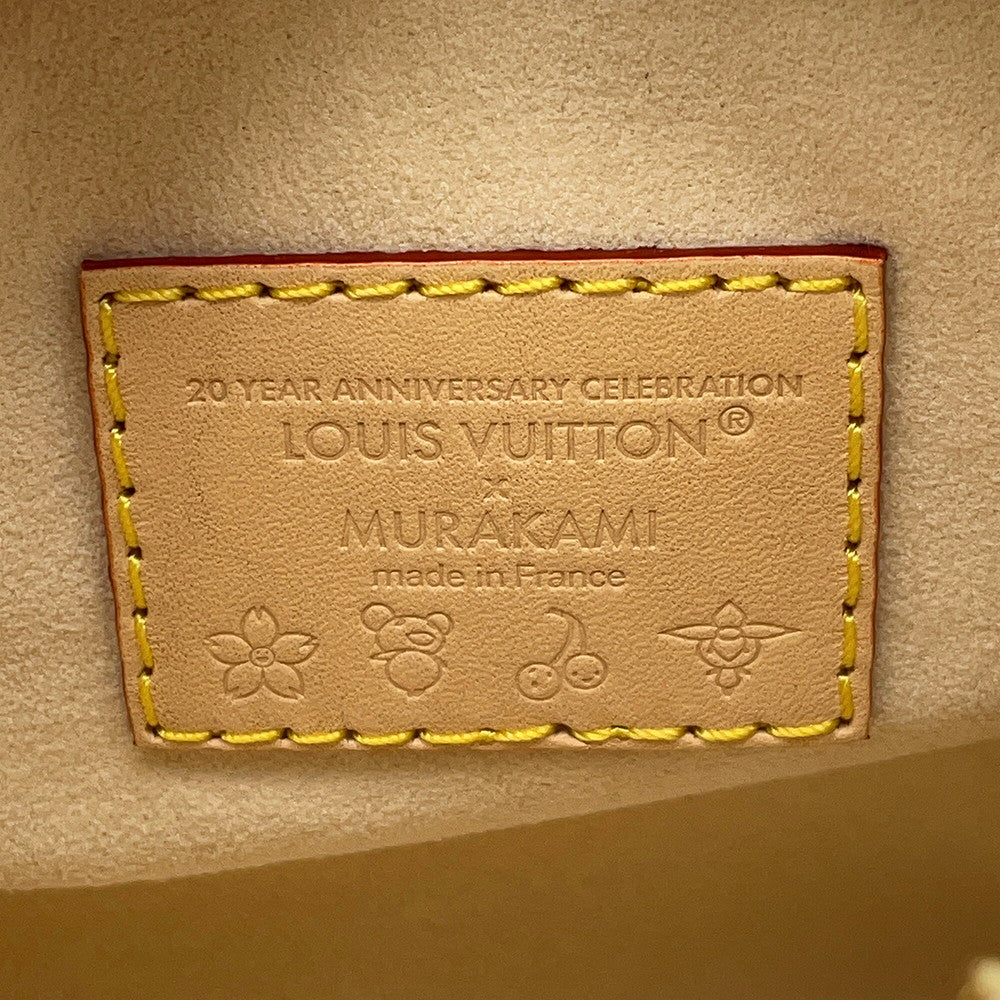 20 YEAR ANNIVERSARY CELEBRATION
LOUIS VUITTON®
×
MURAKAMI
made in France